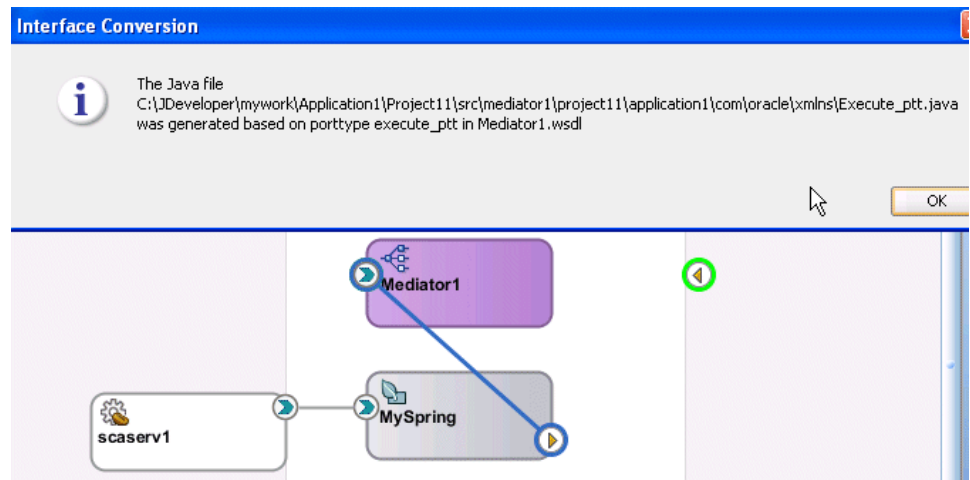 Interface Conversion
The Java file
C:\JDeveloper\mywork\Application1\Project11\src\mediator1\project11\application1\com\oracle\xmlns\Execute_ptt.java
was generated based on porttype execute_ptt in Mediator1.wsdl
OK
Mediator1
MySpring
scaserv1